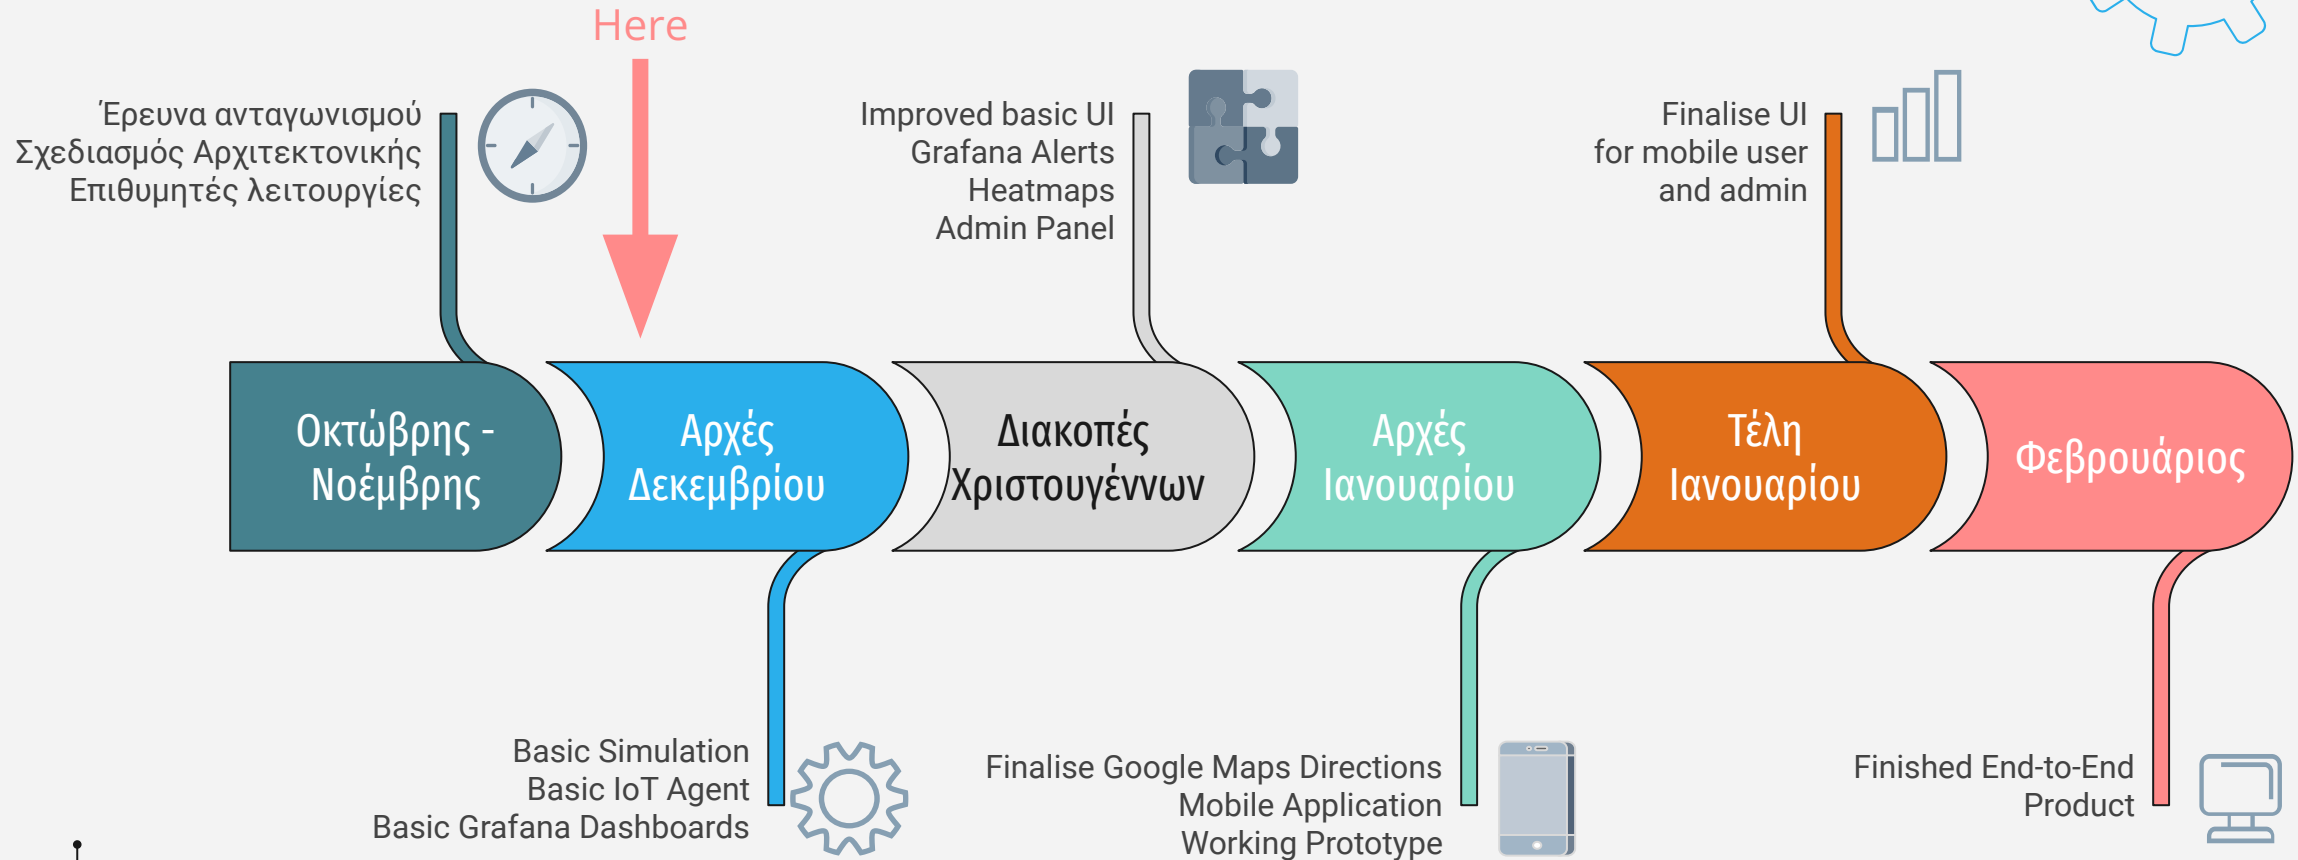 Here
Έρευνα ανταγωνισμού
Σχεδιασμός Αρχιτεκτονικής
Επιθυμητές λειτουργίες
Improved basic UI
Grafana Alerts
Heatmaps
Admin Panel
Finalise UI
for mobile user
and admin
Οκτώβρης -
Νοέμβρης
Αρχές
Δεκεμβρίου
Διακοπές
Χριστουγέννων
Αρχές
Ιανουαρίου
Τέλη
Ιανουαρίου
Φεβρουάριος
Basic Simulation
Basic IoT Agent
Basic Grafana Dashboards
Finalise Google Maps Directions
Mobile Application
Working Prototype
Finished End-to-End
Product